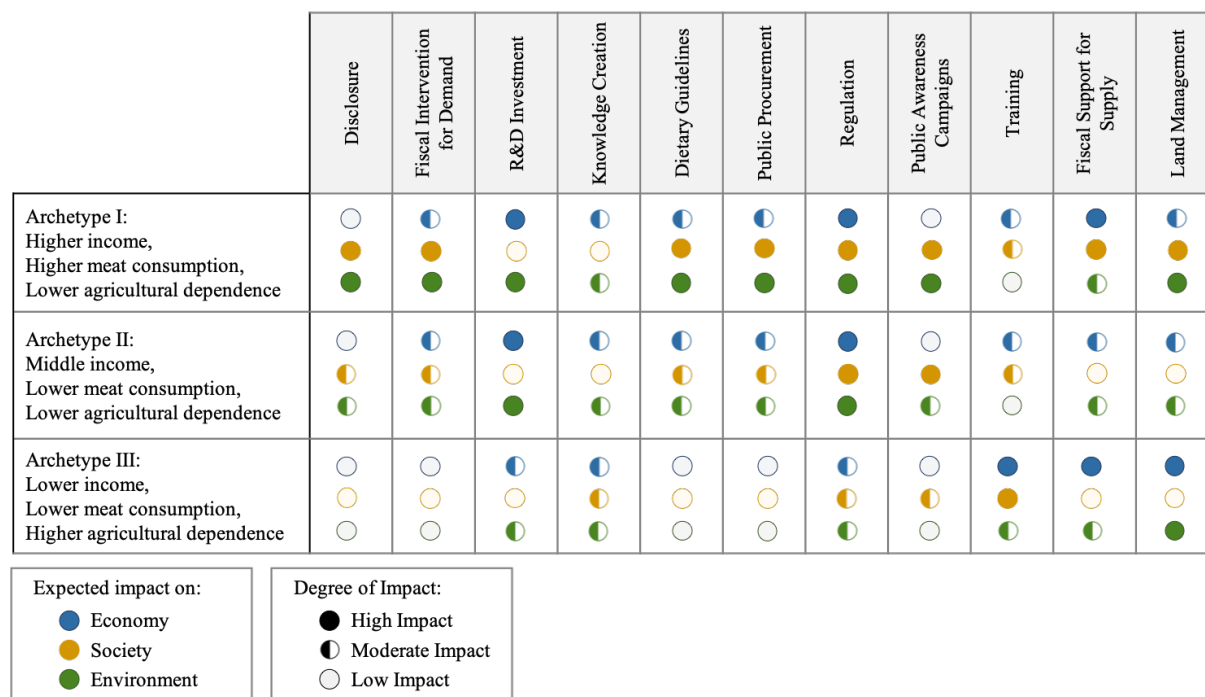 Disclosure
Fiscal Intervention
for Demand
R&D Investment
Knowledge Creation
Dietary Guidelines
Public Procurement
Regulation
Public Awareness
Campaigns
Training
Fiscal Support for
Supply
Land Management
Archetype I:
Higher income,
Higher meat consumption,
Lower agricultural dependence
Archetype II:
Middle income,
Lower meat consumption,
Lower agricultural dependence
Archetype III:
Lower income,
Lower meat consumption,
Higher agricultural dependence
Expected impact on:
Economy
Society
Environment
Degree of Impact:
High Impact
Moderate Impact
Low Impact